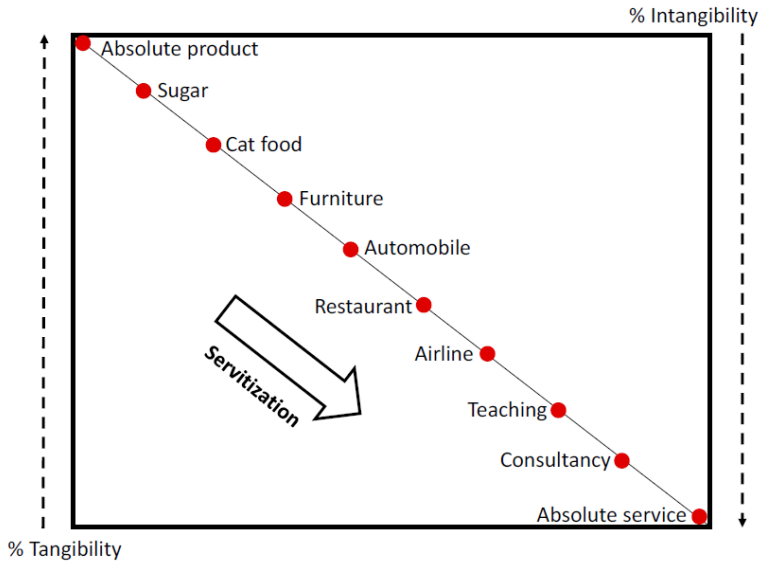 % Intangibility
Absolute product
Sugar
Cat food
Furniture
Automobile
Restaurant
Airline
Servitization
Teaching
Consultancy
Absolute service
% Tangibility